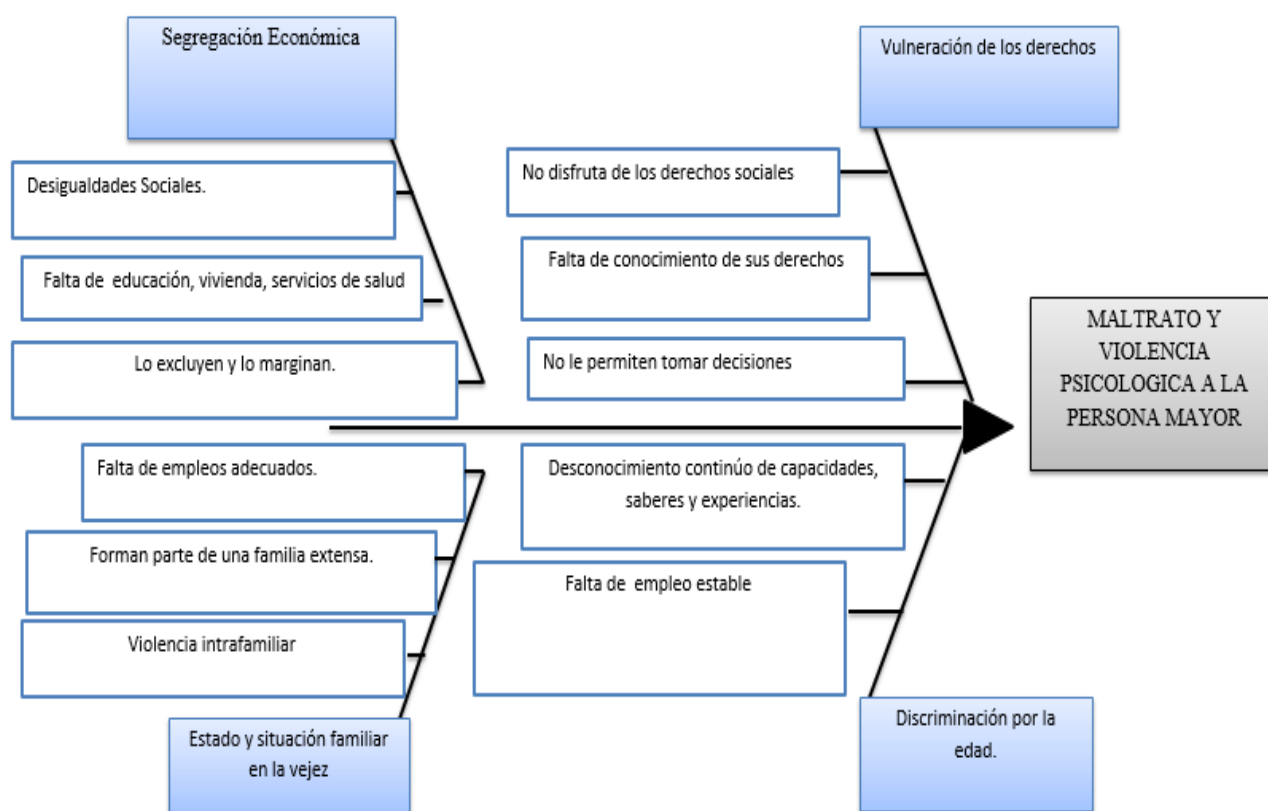 Segregación Económica
Desigualdades Sociales.
Falta de educación, vivienda, servicios de salud
Lo excluyen y lo marginan.
Vulneración de los derechos
No disfruta de los derechos sociales
Falta de conocimiento de sus derechos
No le permiten tomar decisiones
MALTRATO Y
VIOLENCIA
PSICOLOGICA A LA
PERSONA MAYOR
Falta de empleos adecuados.
Forman parte de una familia extensa.
Violencia intrafamiliar
Estado y situación familiar
en la vejez
Desconocimiento continúo de capacidades,
saberes y experiencias.
Falta de empleo estable
Discriminación por la
edad.